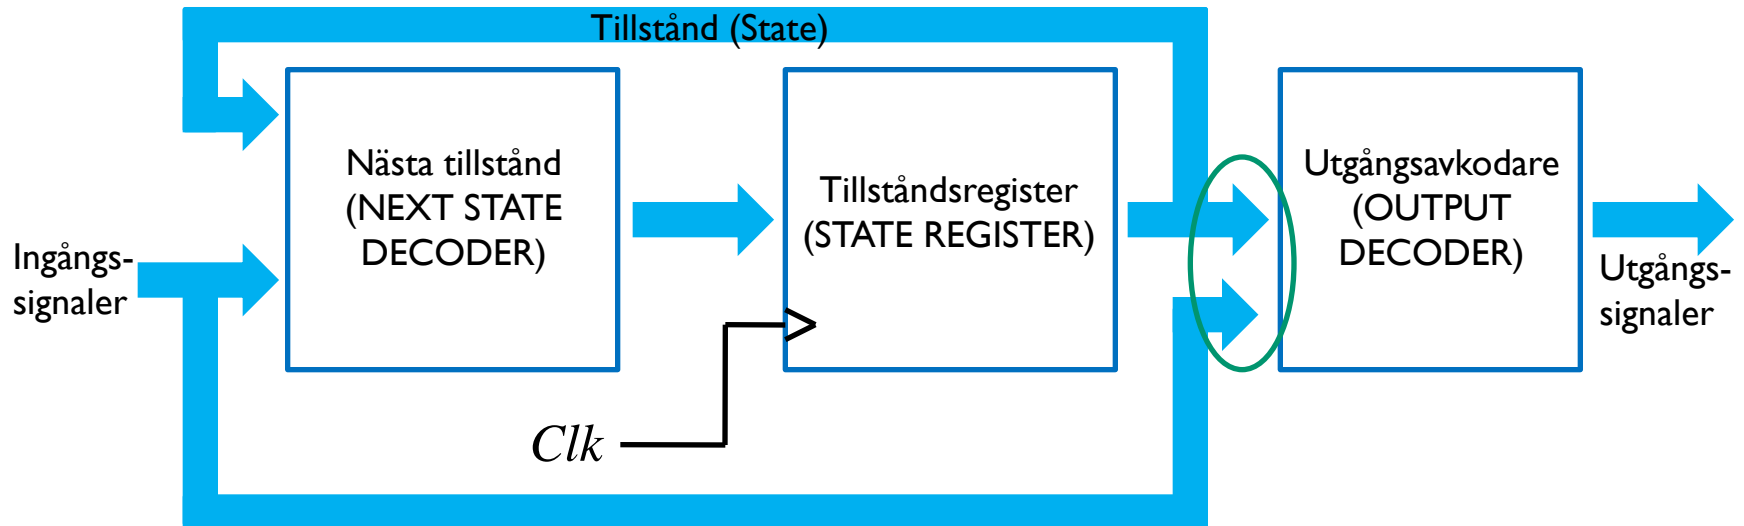 Tillstånd (State)
Nästa tillstånd
(NEXT STATE
DECODER)
Tillståndsregister
(STATE REGISTER)
Utgångsavkodare
(OUTPUT
DECODER)
Ingångs-
signaler
Utgångs-
signaler
Clk